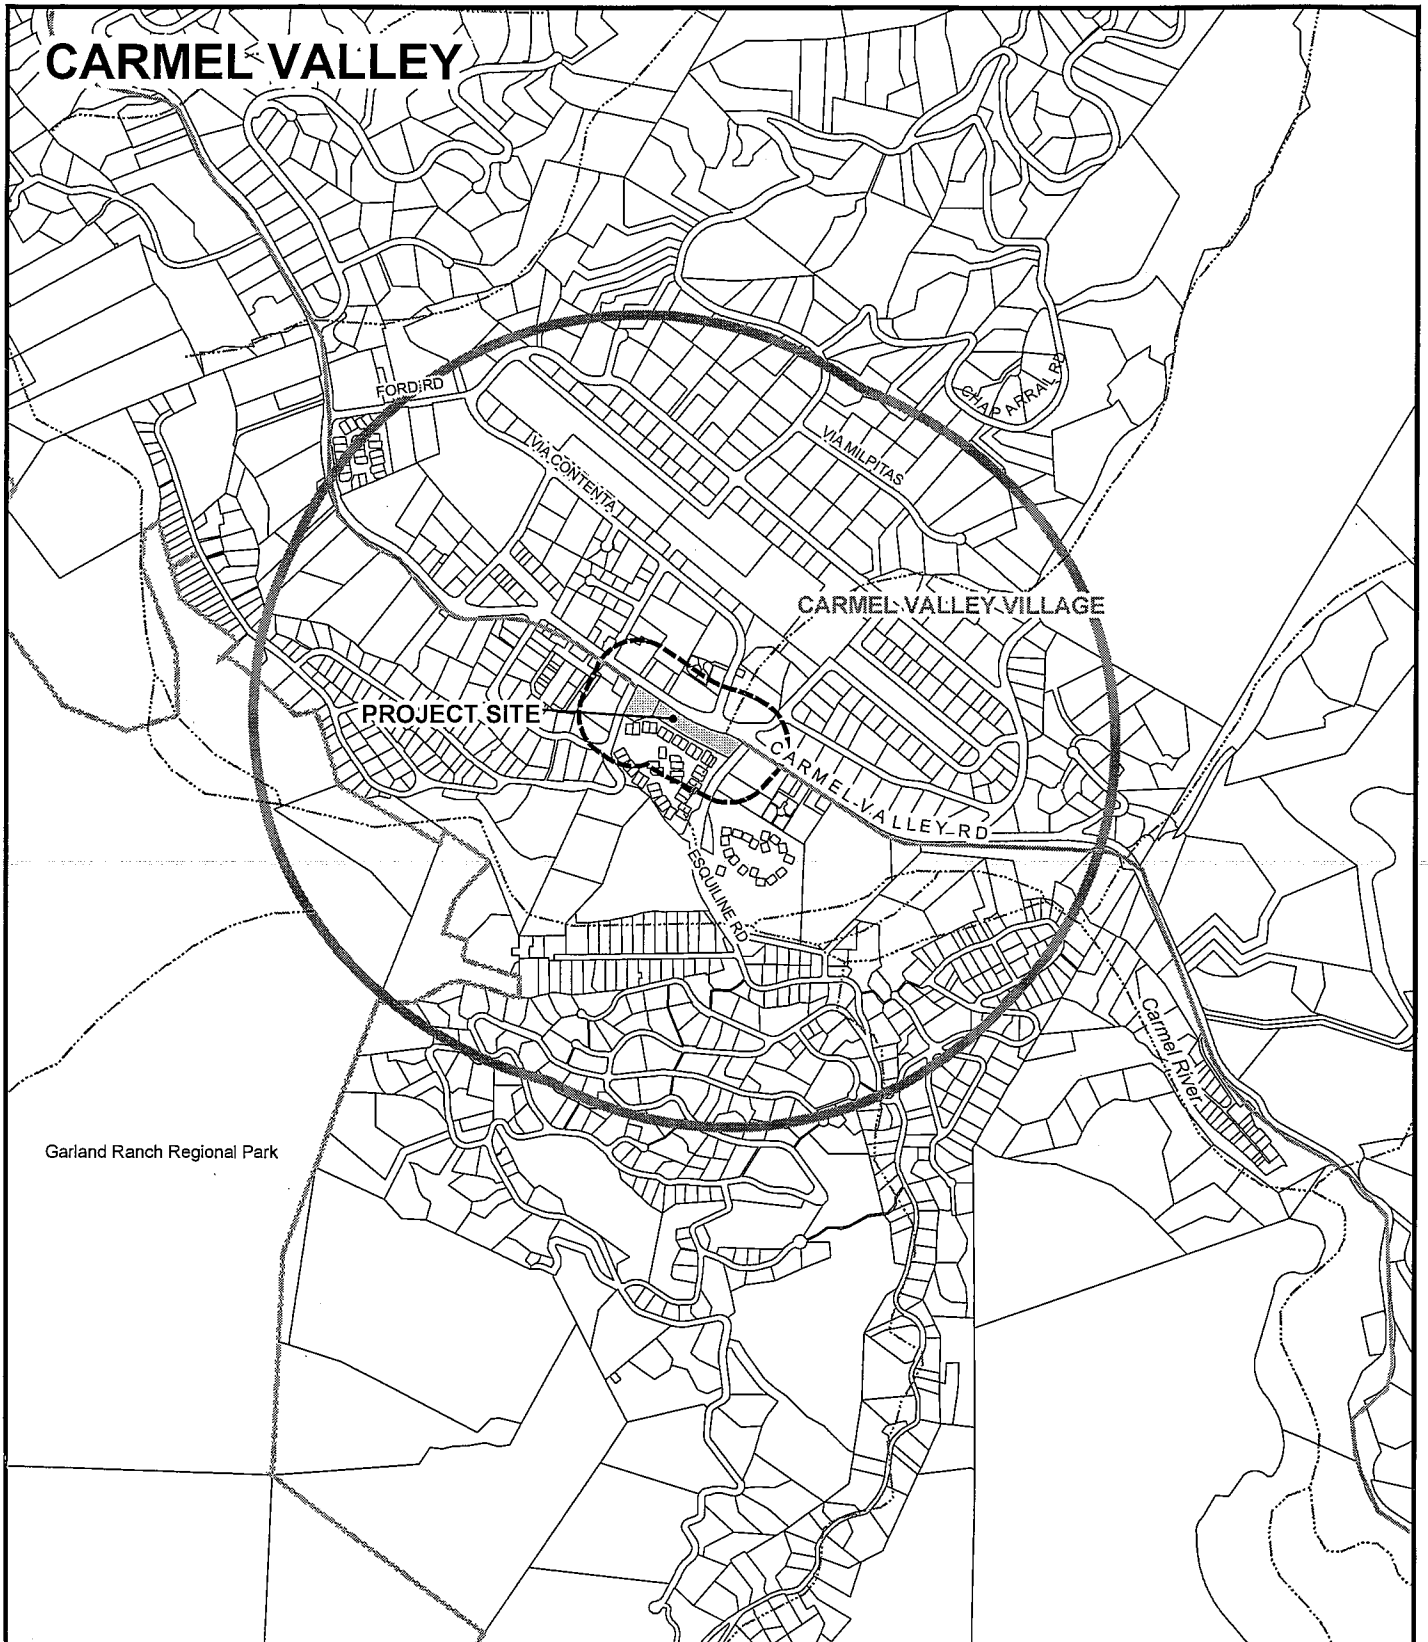 CARMEL VALLEY
FORD RD
CHAPARRAL RD
VIA MILPITAS
VIA CONTENTA
CARMEL VALLEY VILLAGE
PROJECT SITE
CARMEL VALLEY RD
ESQUILINE RD
Carmel River
Garland Ranch Regional Park